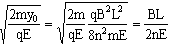 √(2my₀/qE) = √(2m/qE · qB²L²/8n²mE) = BL/2nE